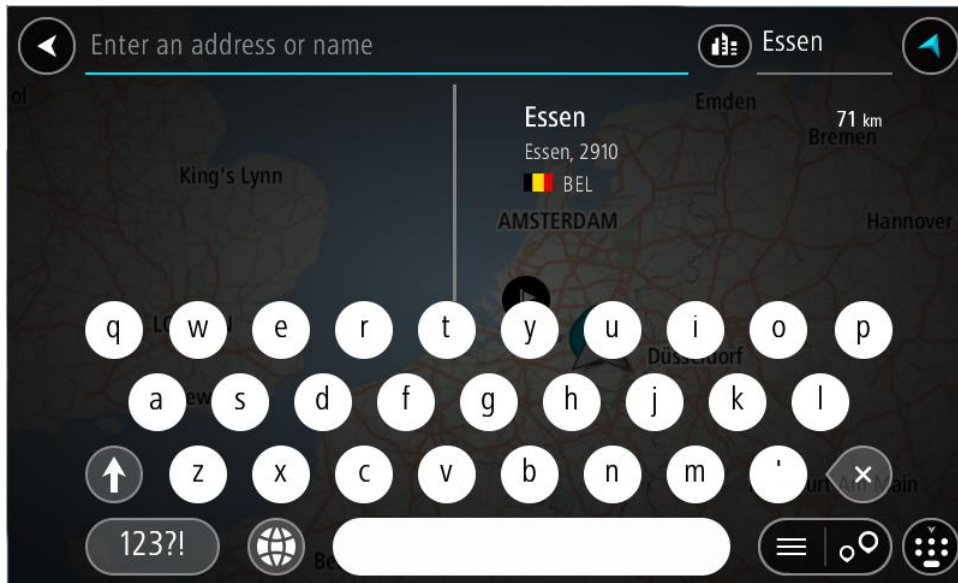 Enter an address or name
Essen
ol
Essen
71 km
Emden
Bremen
Essen, 2910
King's Lynn
BEL
AMSTERDAM
Hannover
q w e r t y u i o p
Düsseldorf
a s d f g h j k l
z x c v b n m '
123?!